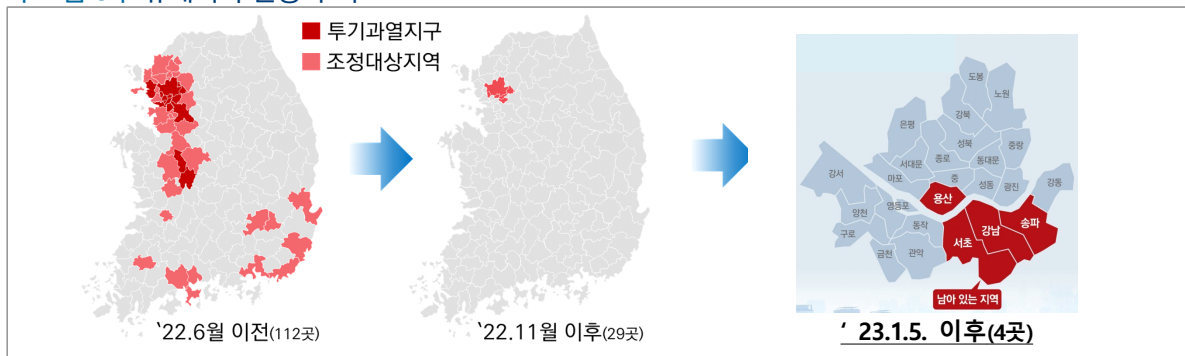 투기과열지구
조정대상지역
도봉
노원
강북
은평
성북
중랑
서대문
종로
동대문
강서
마포
중
성동
광진
강동
용산
양천
영등포
송파
강남
구로
동작
서초
금천
관악
남아 있는 지역
‘22.6월 이전(112곳)
‘22.11월 이후(29곳)
‘ 23.1.5. 이후(4곳)